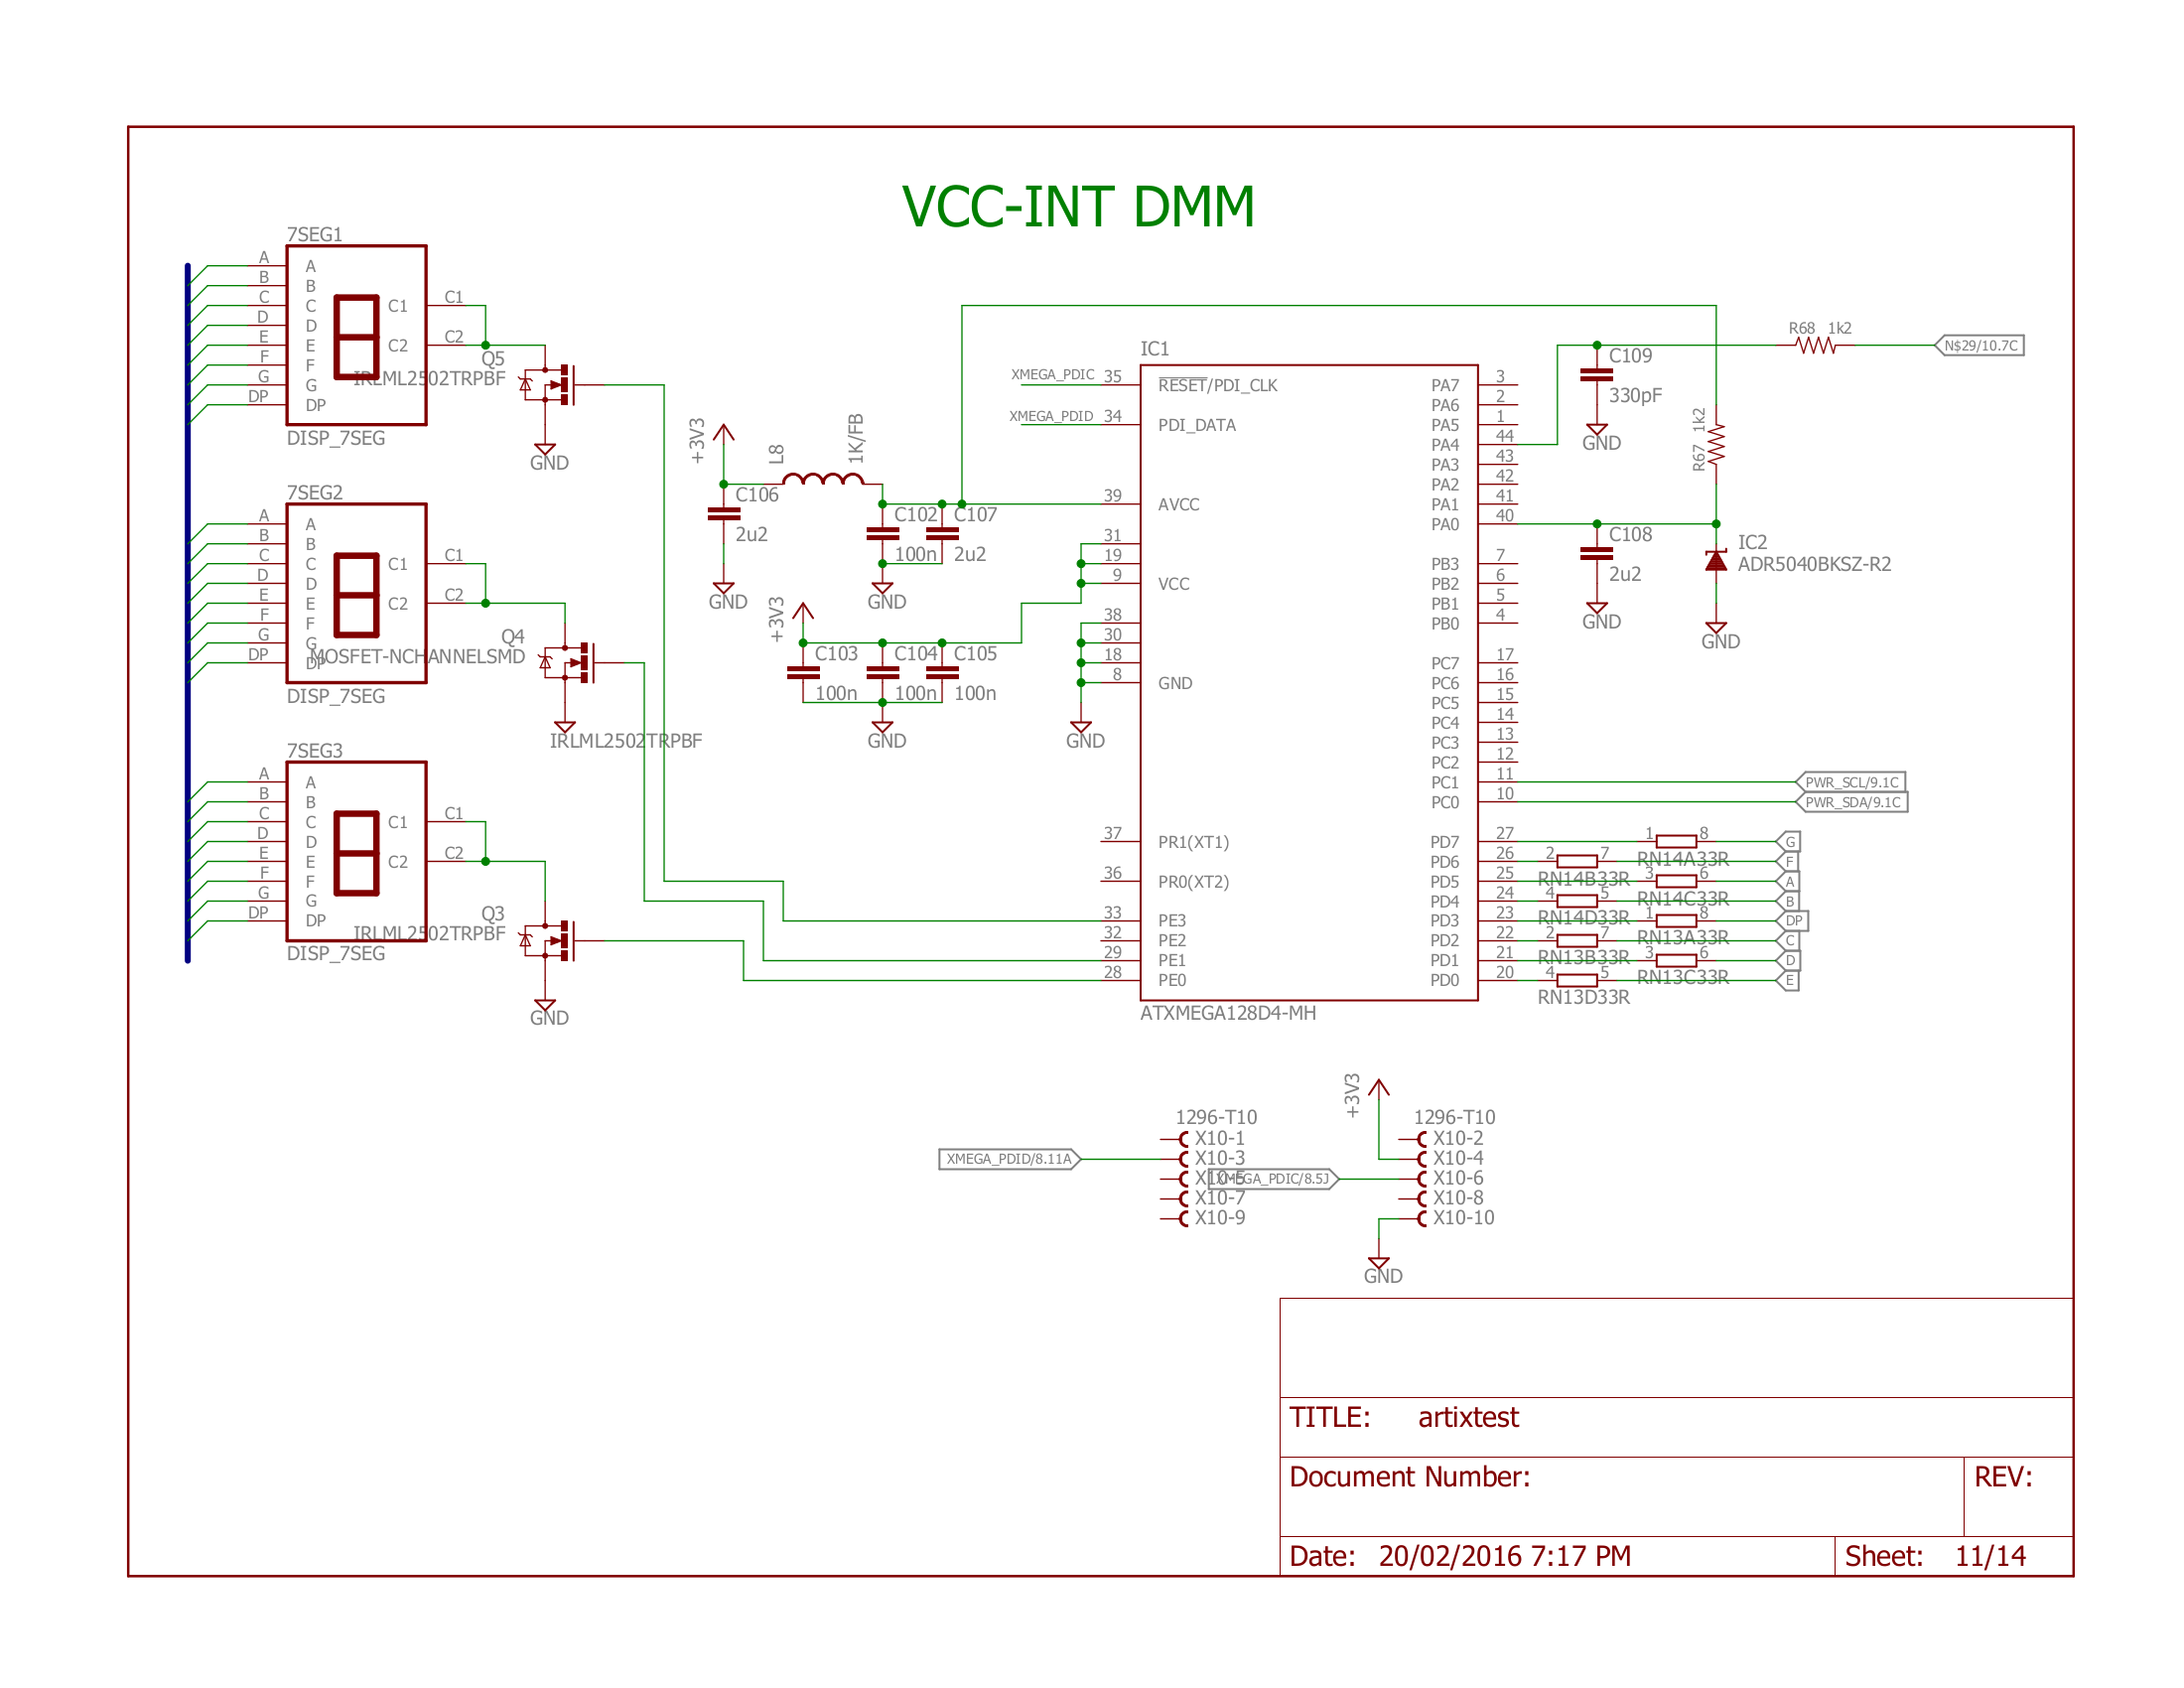 VCC-INT DMM
7SEG1
A A
B B
C C C1 C1
D D
E E C2 C2
F F
G G
DP DP
DISP_7SEG
Q5
IRLML2502TRPBF
GND
7SEG2
A A
B B
C C C1 C1
D D
E E C2 C2
F F
G G
DP DP
DISP_7SEG
Q4
MOSFET-NCHANNELSMD
GND
IRLML2502TRPBF
7SEG3
A A
B B
C C C1 C1
D D
E E C2 C2
F F
G G
DP DP
DISP_7SEG
Q3
IRLML2502TRPBF
GND
+3V3
L8
1K/FB
C106
2u2
GND
C102
100n
C107
2u2
GND
+3V3
C103
100n
C104
100n
C105
100n
GND
GND
IC1
XMEGA_PDIC 35 RESET/PDI_CLK
XMEGA_PDID 34 PDI_DATA
39 AVCC
31
19
9 VCC
38
30
18
8 GND
37 PR1(XT1)
36 PR0(XT2)
33 PE3
32 PE2
29 PE1
28 PE0
PA7 3
PA6 2
PA5 1
PA4 44
PA3 43
PA2 42
PA1 41
PA0 40
PB3 7
PB2 6
PB1 5
PB0 4
PC7 17
PC6 16
PC5 15
PC4 14
PC3 13
PC2 12
PC1 11 PWR_SCL/9.1C
PC0 10 PWR_SDA/9.1C
PD7 27 1 8 G
RN14A33R
PD6 26 2 7 F
RN14B33R
PD5 25 3 6 A
RN14C33R
PD4 24 4 5 B
RN14D33R
PD3 23 1 8 DP
RN13A33R
PD2 22 2 7 C
RN13B33R
PD1 21 3 6 D
RN13C33R
PD0 20 4 5 E
RN13D33R
ATXMEGA128D4-MH
R68 1k2
N$29/10.7C
C109
330pF
GND
R67 1k2
C108
2u2
GND
IC2
ADR5040BKSZ-R2
GND
1296-T10
X10-1
XMEGA_PDID/8.11A X10-3
X10-5
X10-7
X10-9
+3V3
1296-T10
X10-2
X10-4
XMEGA_PDIC/8.5J X10-6
X10-8
X10-10
GND
TITLE: artixtest
Document Number:
REV:
Date: 20/02/2016 7:17 PM
Sheet: 11/14